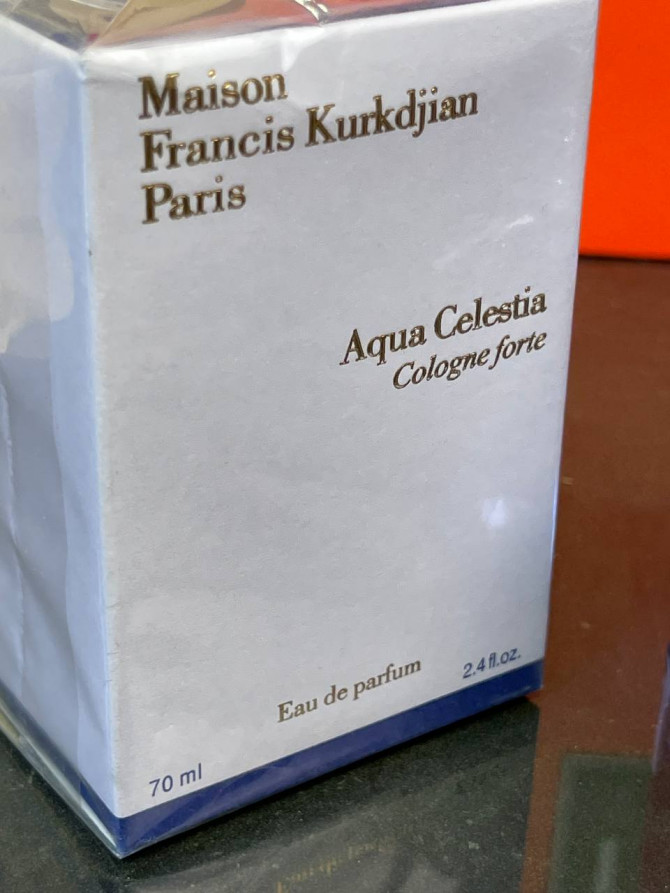 Maison
Francis Kurkdjian
Paris
Aqua Celestia
Cologne forte
Eau de parfum
2.4 fl.oz.
70 ml